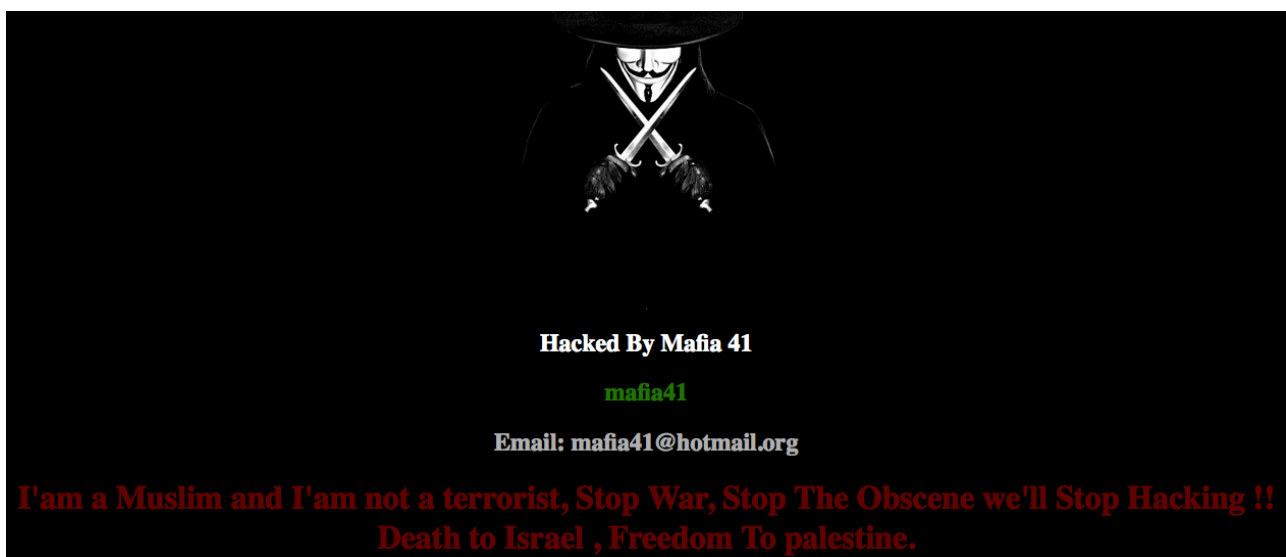 Hacked By Mafia 41
mafia41
Email: mafia41@hotmail.org
I'am a Muslim and I'am not a terrorist, Stop War, Stop The Obscene we'll Stop Hacking !!
Death to Israel , Freedom To palestine.